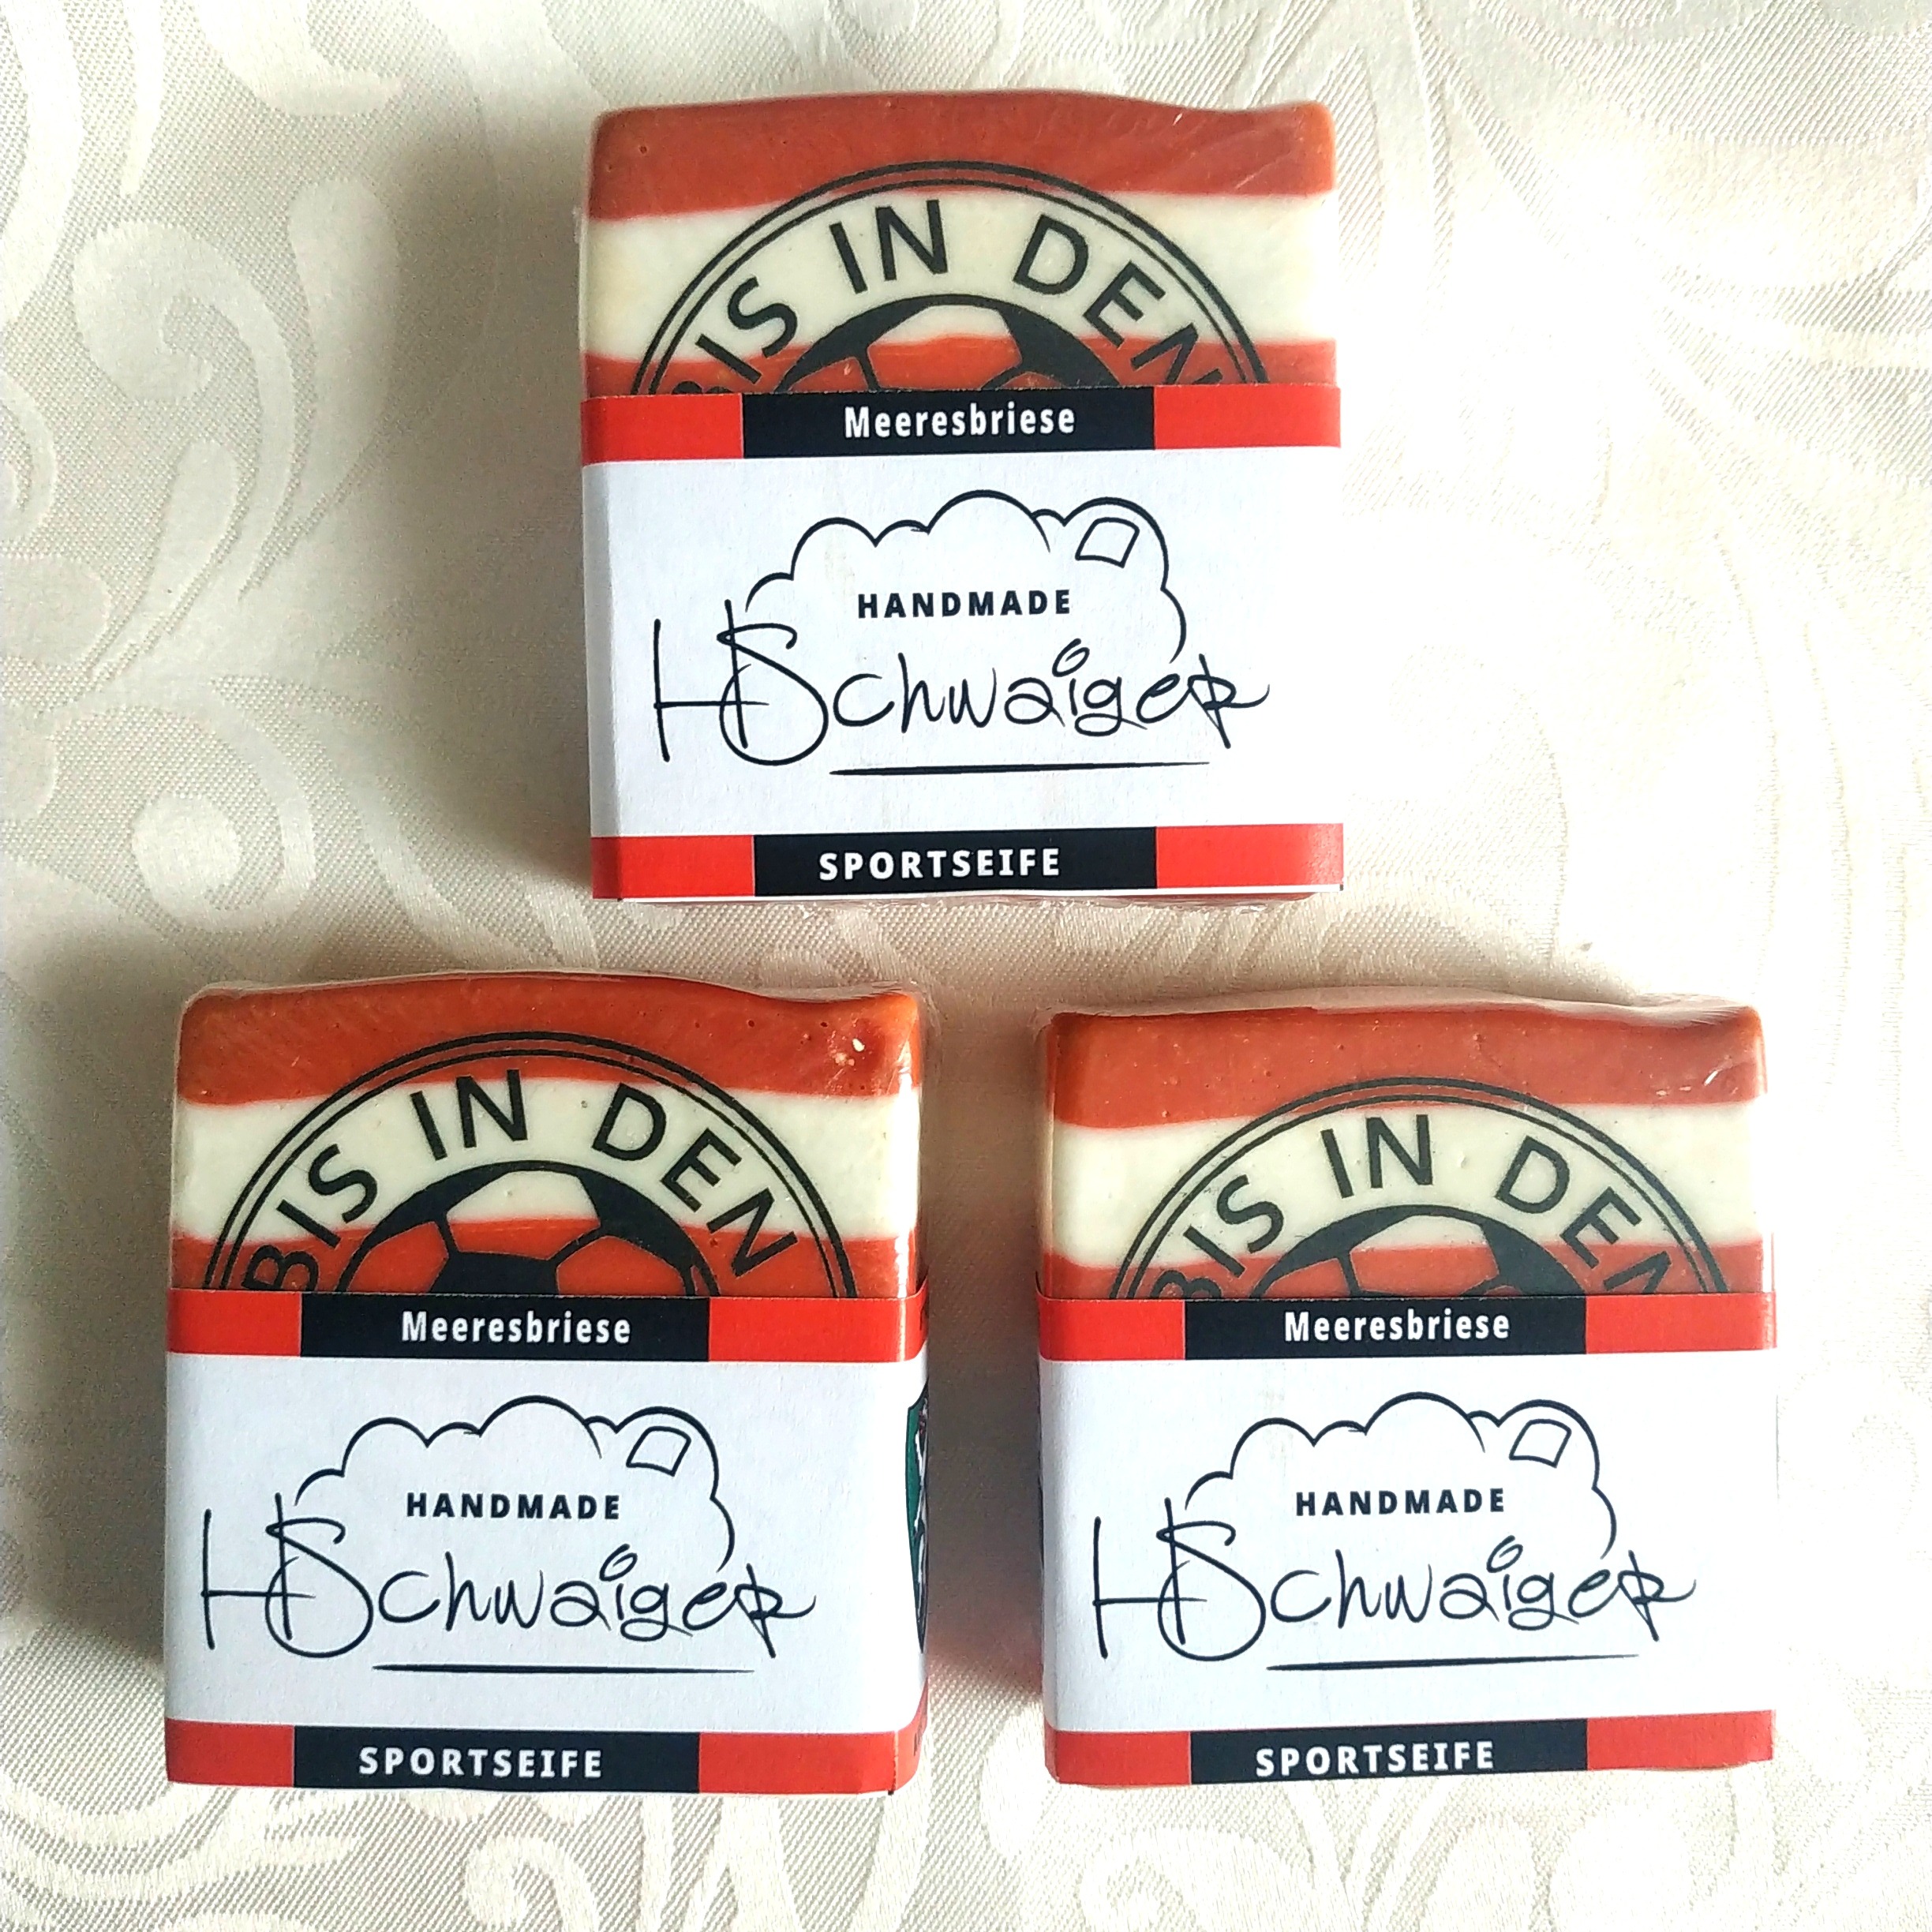 BIS IN DEN
Meeresbriese
HANDMADE
HSchwaiger
SPORTSEIFE
BIS IN DEN
Meeresbriese
HANDMADE
HSchwaiger
SPORTSEIFE
BIS IN DEN
Meeresbriese
HANDMADE
HSchwaiger
SPORTSEIFE